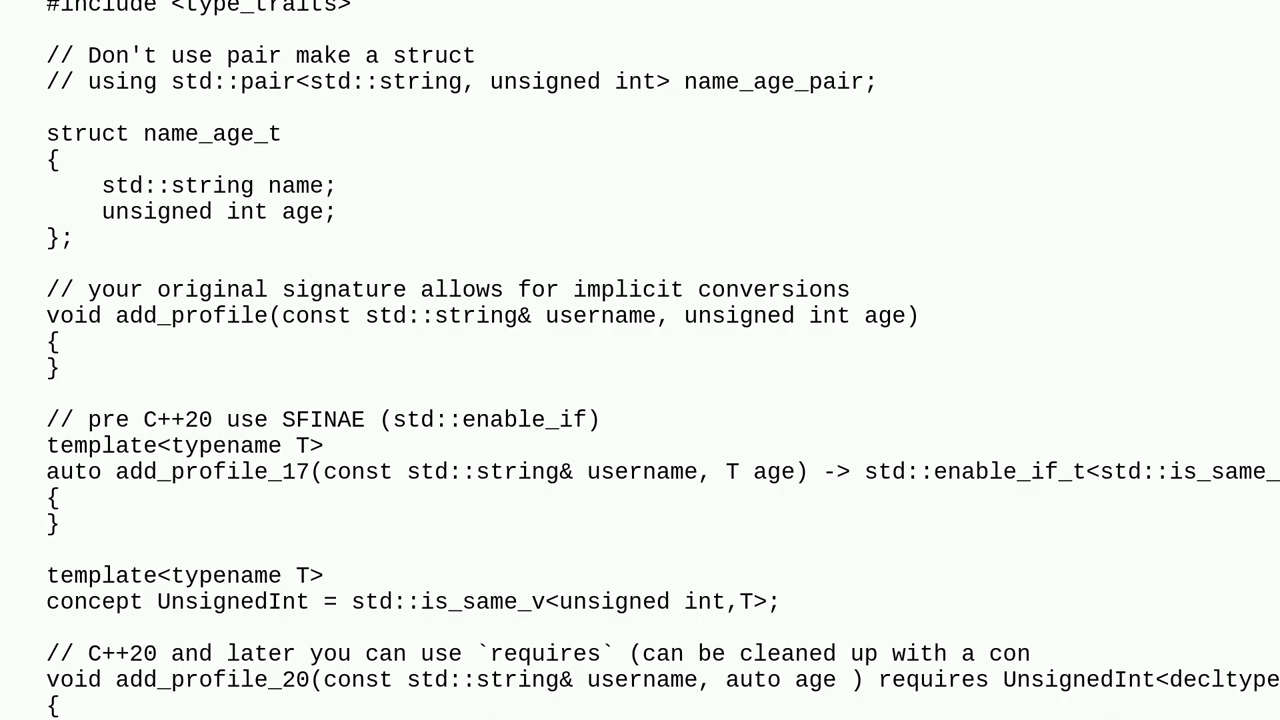 #include <type_traits>
// Don't use pair make a struct
// using std::pair<std::string, unsigned int> name_age_pair;
struct name_age_t
{
    std::string name;
    unsigned int age;
};
// your original signature allows for implicit conversions
void add_profile(const std::string& username, unsigned int age)
{
}
// pre C++20 use SFINAE (std::enable_if)
template<typename T>
auto add_profile_17(const std::string& username, T age) -> std::enable_if_t<std::is_same_
{
}
template<typename T>
concept UnsignedInt = std::is_same_v<unsigned int,T>;
// C++20 and later you can use `requires` (can be cleaned up with a con
void add_profile_20(const std::string& username, auto age ) requires UnsignedInt<decltype
{